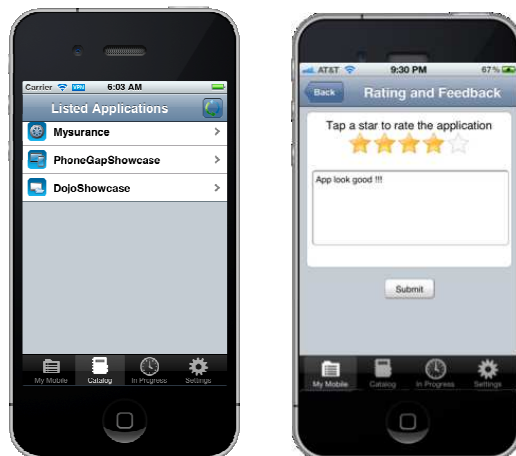 Carrier VPN 6:03 AM
Listed Applications
Mysurance
PhoneGapShowcase
DojoShowcase
My Mobile Catalog In Progress Settings
AT&T 9:30 PM 67%
Back Rating and Feedback
Tap a star to rate the application
App look good !!!
Submit
My Mobile Catalog In Progress Settings